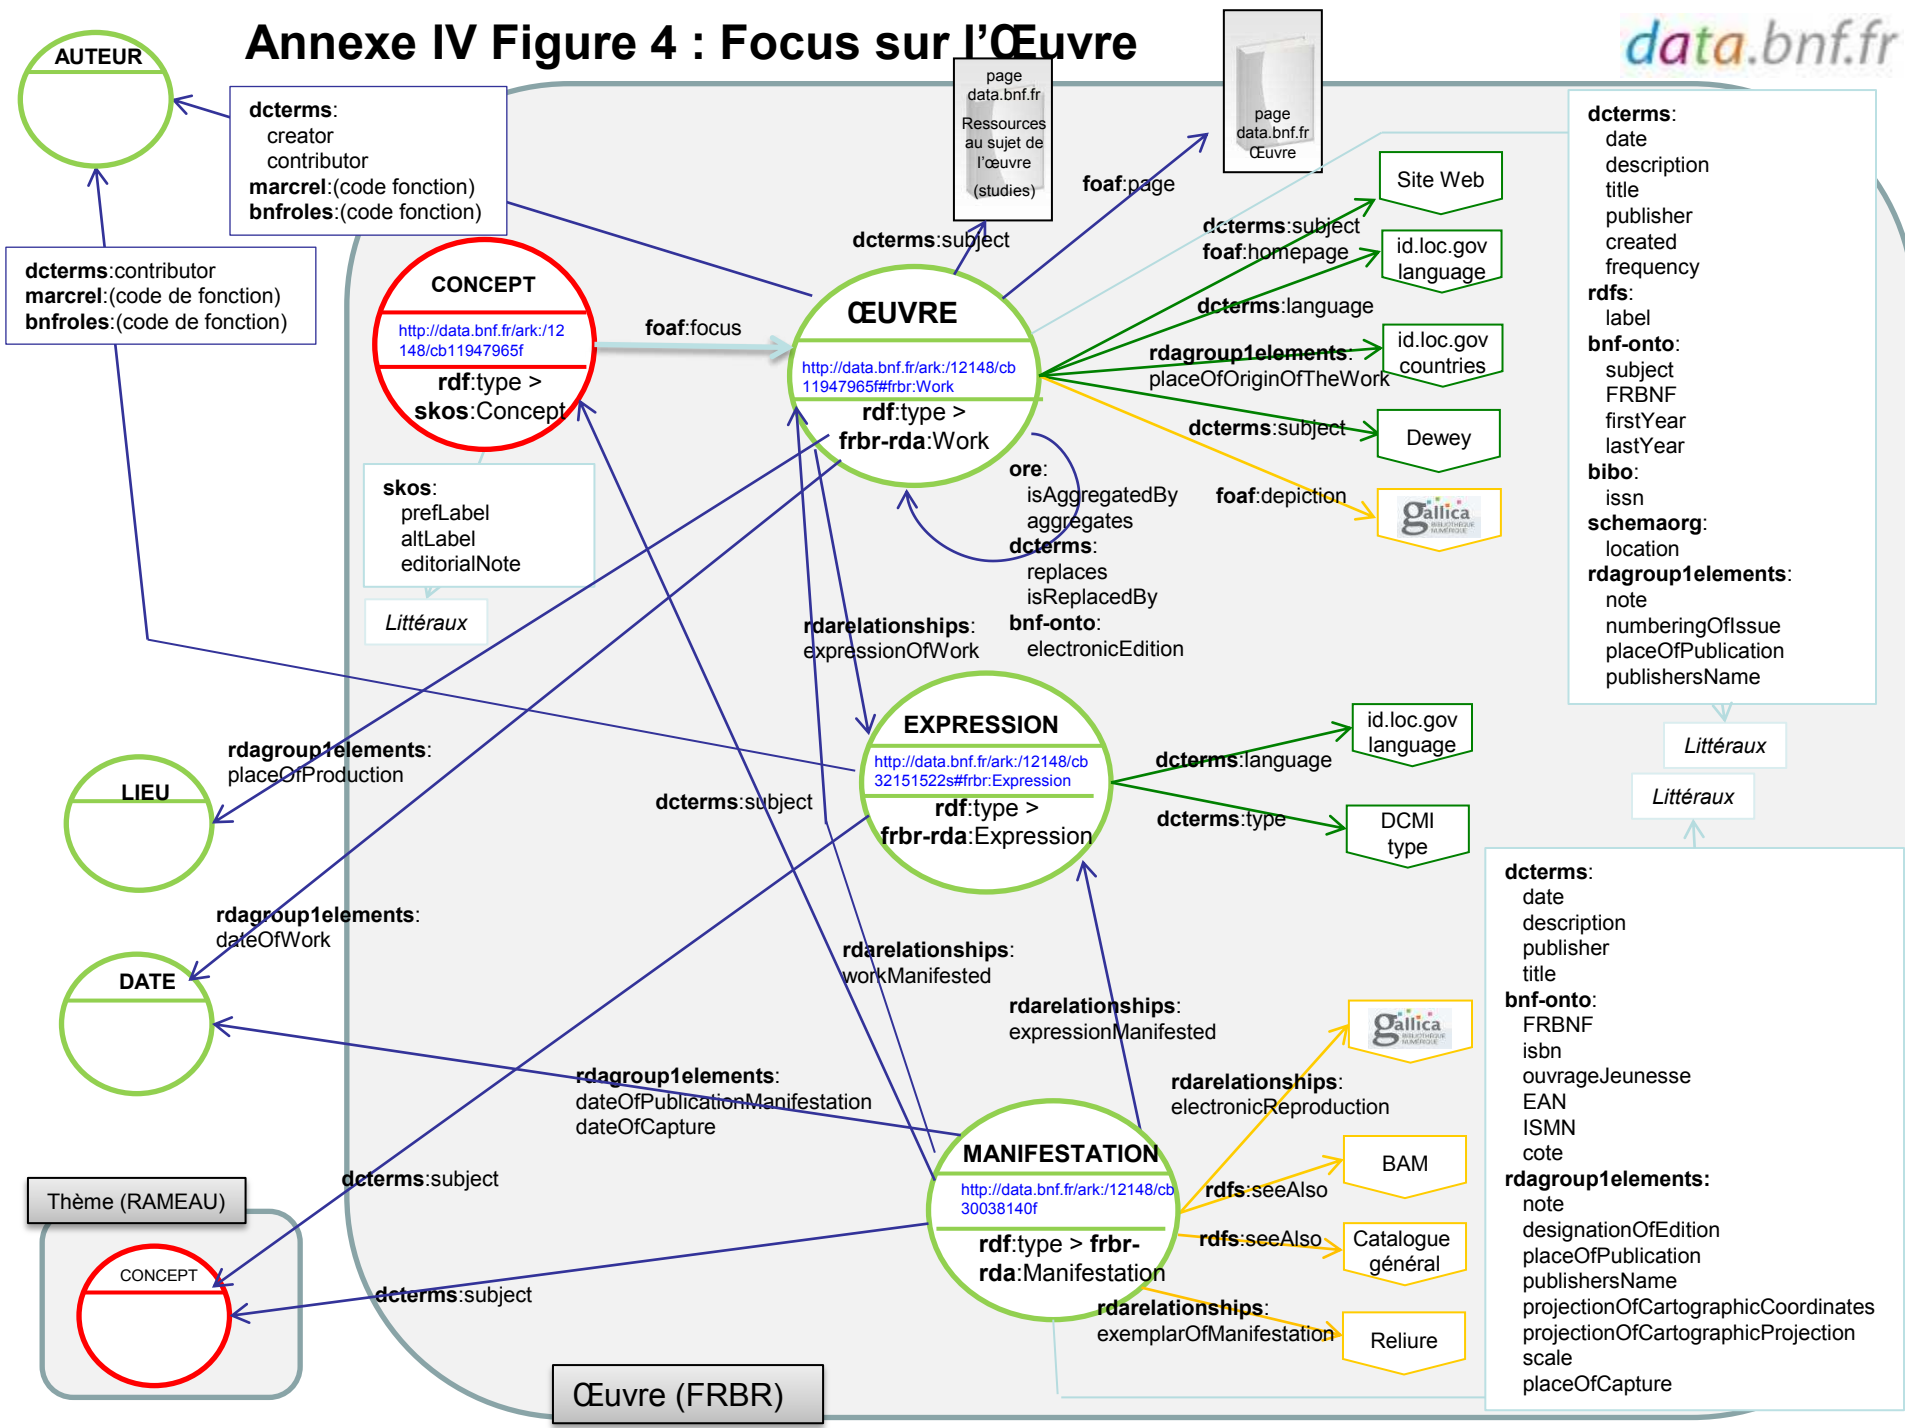 Annexe IV Figure 4 : Focus sur l’Œuvre
data.bnf.fr
AUTEUR
dcterms:
creator
contributor
marcrel:(code fonction)
bnfroles:(code fonction)
dcterms:contributor
marcrel:(code de fonction)
bnfroles:(code de fonction)
page
data.bnf.fr
Ressources
au sujet de
l’œuvre
(studies)
page
data.bnf.fr
Œuvre
foaf:page
dcterms:subject
CONCEPT
http://data.bnf.fr/ark:/12
148/cb11947965f
rdf:type >
skos:Concept
foaf:focus
ŒUVRE
http://data.bnf.fr/ark:/12148/cb
11947965f#frbr:Work
rdf:type >
frbr-rda:Work
Site Web
dcterms:subject
foaf:homepage
id.loc.gov
language
dcterms:language
id.loc.gov
countries
rdagroup1elements:
placeOfOriginOfTheWork
dcterms:subject
Dewey
foaf:depiction
gallica
BIBLIOTHÈQUE
NUMÉRIQUE
skos:
prefLabel
altLabel
editorialNote
Littéraux
ore:
isAggregatedBy
aggregates
dcterms:
replaces
isReplacedBy
bnf-onto:
electronicEdition
rdarelationships:
expressionOfWork
dcterms:
date
description
title
publisher
created
frequency
rdfs:
label
bnf-onto:
subject
FRBNF
firstYear
lastYear
bibo:
issn
schemaorg:
location
rdagroup1elements:
note
numberingOfIssue
placeOfPublication
publishersName
Littéraux
EXPRESSION
http://data.bnf.fr/ark:/12148/cb
32151522s#frbr:Expression
rdf:type >
frbr-rda:Expression
id.loc.gov
language
dcterms:language
dcterms:type
DCMI
type
LIEU
rdagroup1elements:
placeOfProduction
dcterms:subject
rdagroup1elements:
dateOfWork
DATE
rdarelationships:
workManifested
rdarelationships:
expressionManifested
rdagroup1elements:
dateOfPublicationManifestation
dateOfCapture
MANIFESTATION
http://data.bnf.fr/ark:/12148/cb
30038140f
rdf:type > frbr-
rda:Manifestation
gallica
BIBLIOTHÈQUE
NUMÉRIQUE
rdarelationships:
electronicReproduction
BAM
rdfs:seeAlso
rdfs:seeAlso
Catalogue
général
rdarelationships:
exemplarOfManifestation
Reliure
Littéraux
dcterms:
date
description
publisher
title
bnf-onto:
FRBNF
isbn
ouvrageJeunesse
EAN
ISMN
cote
rdagroup1elements:
note
designationOfEdition
placeOfPublication
publishersName
projectionOfCartographicCoordinates
projectionOfCartographicProjection
scale
placeOfCapture
dcterms:subject
Thème (RAMEAU)
CONCEPT
dcterms:subject
Œuvre (FRBR)